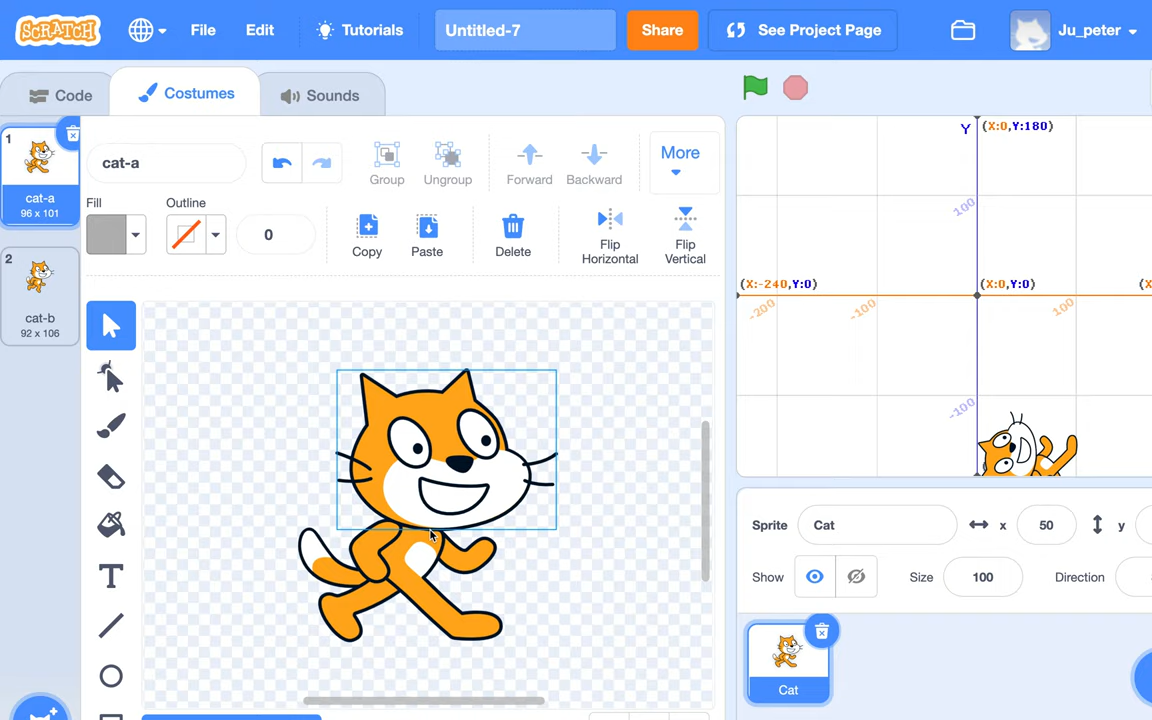 SCRATCH
File
Edit
Tutorials
Untitled-7
Share
See Project Page
Ju_peter
Code
Costumes
Sounds
1
cat-a
96 x 101
2
cat-b
92 x 106
cat-a
Group
Ungroup
Forward
Backward
More
Fill
Outline
0
Copy
Paste
Delete
Flip
Horizontal
Flip
Vertical
T
Y
(X:0,Y:180)
100
(X:-240,Y:0)
(X:0,Y:0)
(X
-200
-100
100
-100
Sprite
Cat
x
50
y
Show
Size
100
Direction
Cat